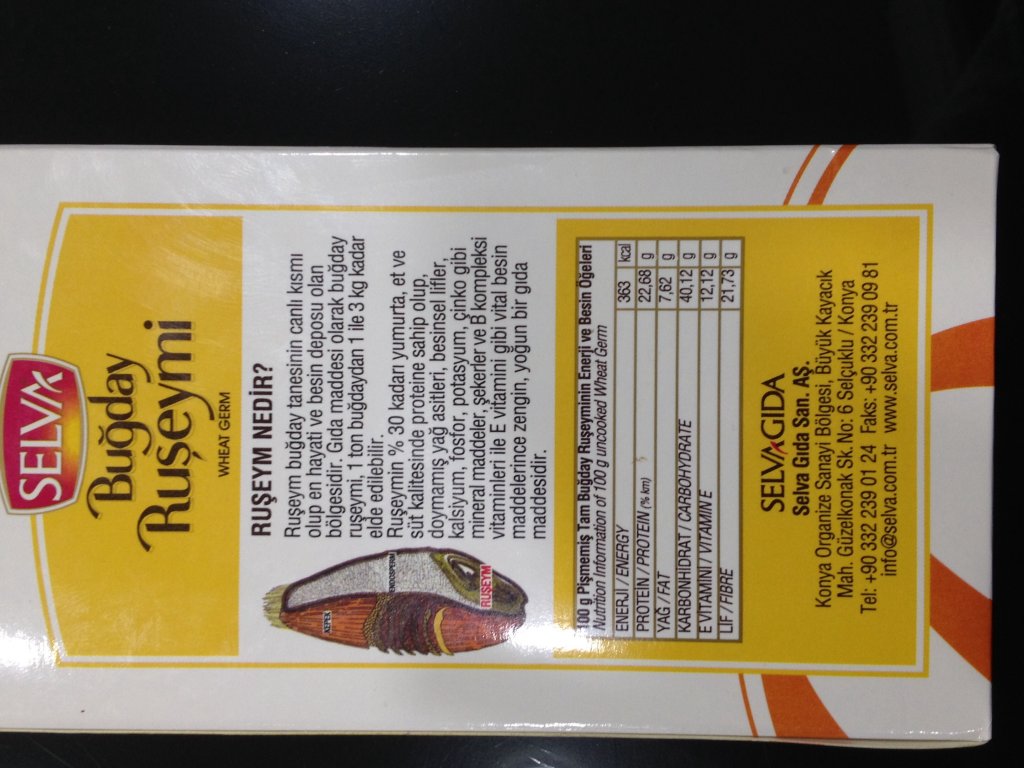 SELVA
Buğday
Ruşeymi
WHEAT GERM
RUŞEYM NEDİR?
Ruşeym buğday tanesinin canlı kısmı
olup en hayati ve besin deposu olan
bölgesidir. Gıda maddesi olarak buğday
ruşeymi, 1 ton buğdaydan 1 ile 3 kg kadar
elde edilebilir.
Ruşeymin % 30 kadarı yumurta, et ve
süt kalitesinde proteine sahip olup,
doymamış yağ asitleri, besinsel lifler,
kalsiyum, fosfor, potasyum, çinko gibi
mineral maddeler, şekerler ve B kompleksi
vitaminleri ile E vitamini gibi vital besin
maddelerince zengin, yoğun bir gıda
maddesidir.
KEPEK
ENDOSPERM
RUŞEYM
100 g Pişmemiş Tam Buğday Ruşeyminin Enerji ve Besin Öğeleri
Nutrition Information of 100 g uncooked Wheat Germ
ENERJİ / ENERGY 363 kcal
PROTEİN / PROTEIN (% km) 22,68 g
YAĞ / FAT 7,62 g
KARBONHİDRAT / CARBOHYDRATE 40,12 g
E VİTAMİNİ / VITAMIN E 12,12 g
LİF / FIBRE 21,73 g
SELVA GIDA
Selva Gıda San. AŞ.
Konya Organize Sanayi Bölgesi, Büyük Kayacık
Mah. Güzelkonak Sk. No: 6 Selçuklu / Konya
Tel: +90 332 239 01 24 Faks: +90 332 239 09 81
info@selva.com.tr www.selva.com.tr